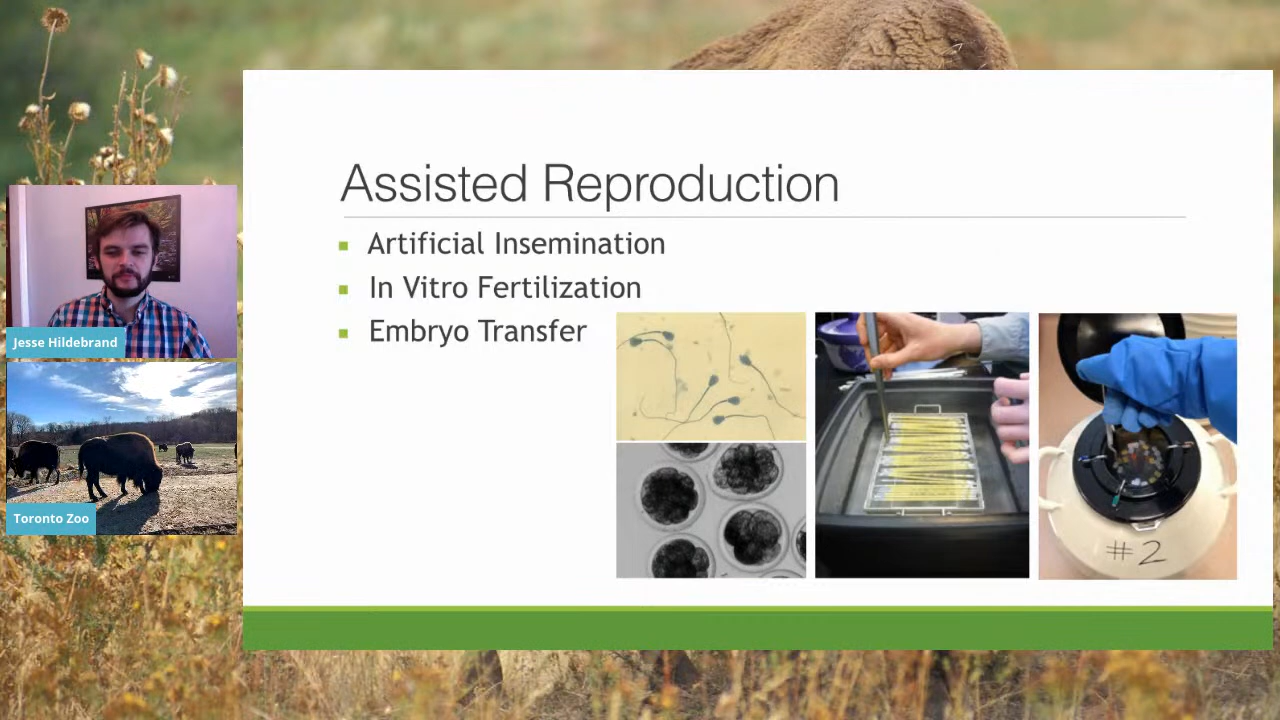 Assisted Reproduction
Artificial Insemination
In Vitro Fertilization
Embryo Transfer
Jesse Hildebrand
Toronto Zoo
#2